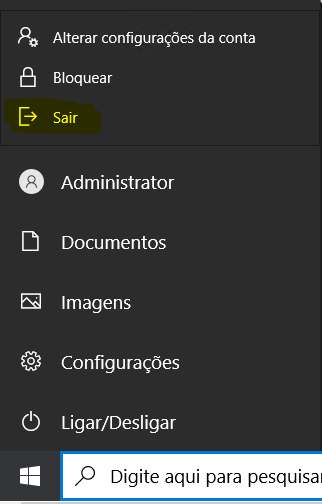 Alterar configurações da conta
Bloquear
Sair
Administrator
Documentos
Imagens
Configurações
Ligar/Desligar
Digite aqui para pesquisar